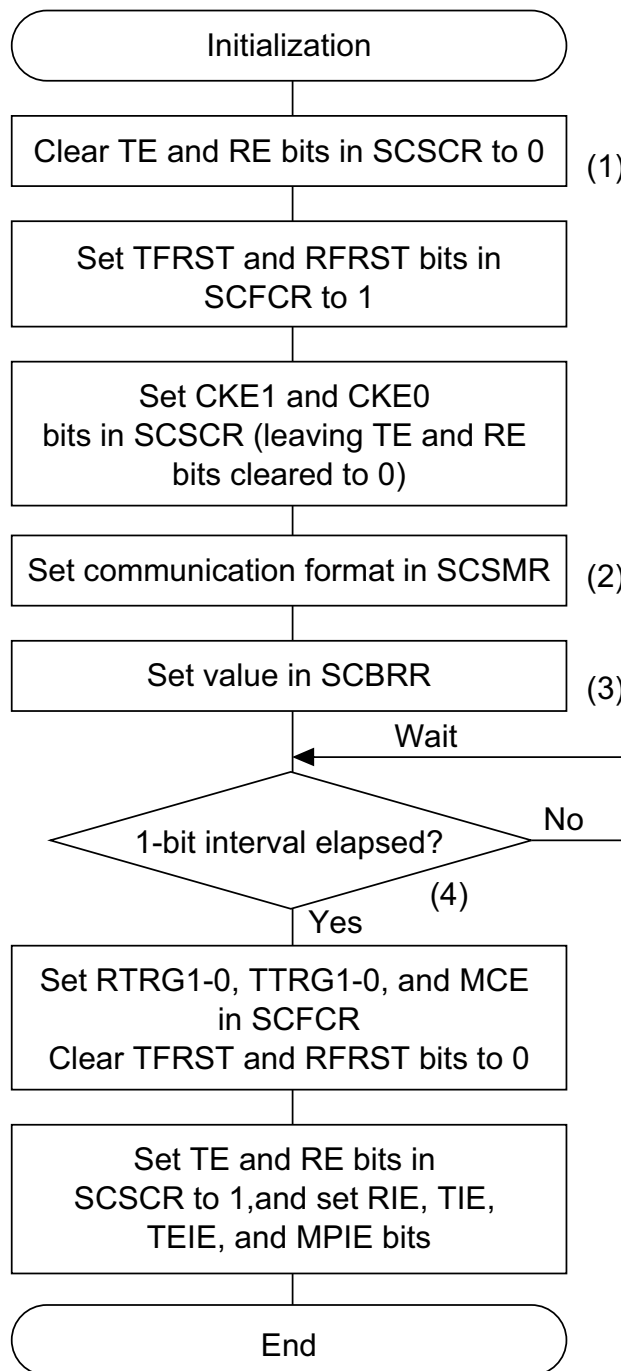 Initialization
Clear TE and RE bits in SCSCR to 0
(1)
Set TFRST and RFRST bits in
SCFCR to 1
Set CKE1 and CKE0
bits in SCSCR (leaving TE and RE
bits cleared to 0)
Set communication format in SCSMR
(2)
Set value in SCBRR
(3)
Wait
1-bit interval elapsed?
No
(4)
Yes
Set RTRG1-0, TTRG1-0, and MCE
in SCFCR
Clear TFRST and RFRST bits to 0
Set TE and RE bits in
SCSCR to 1,and set RIE, TIE,
TEIE, and MPIE bits
End